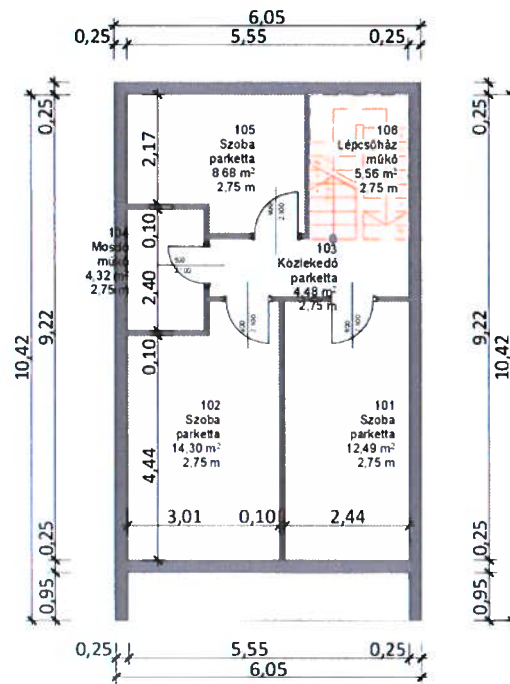 6,05
0,25 5,55 0,25
0,25
2,17
0,10
2,40
0,10
4,44
0,25
0,95
9,22
10,42
105
Szoba
parketta
8.68 m²
2,75 m
106
Lépcsőház
műkő
5,56 m²
2,75 m
104
Mosdó
műkő
4,32 m²
2,75 m
103
Közlekedő
parketta
4,48 m²
2,75 m
102
Szoba
parketta
14,30 m²
2,75 m
101
Szoba
parketta
12,49 m²
2,75 m
3,01 0,10 2,44
0,25
9,22
10,42
0,25
0,95
0,25 5,55 0,25
6,05